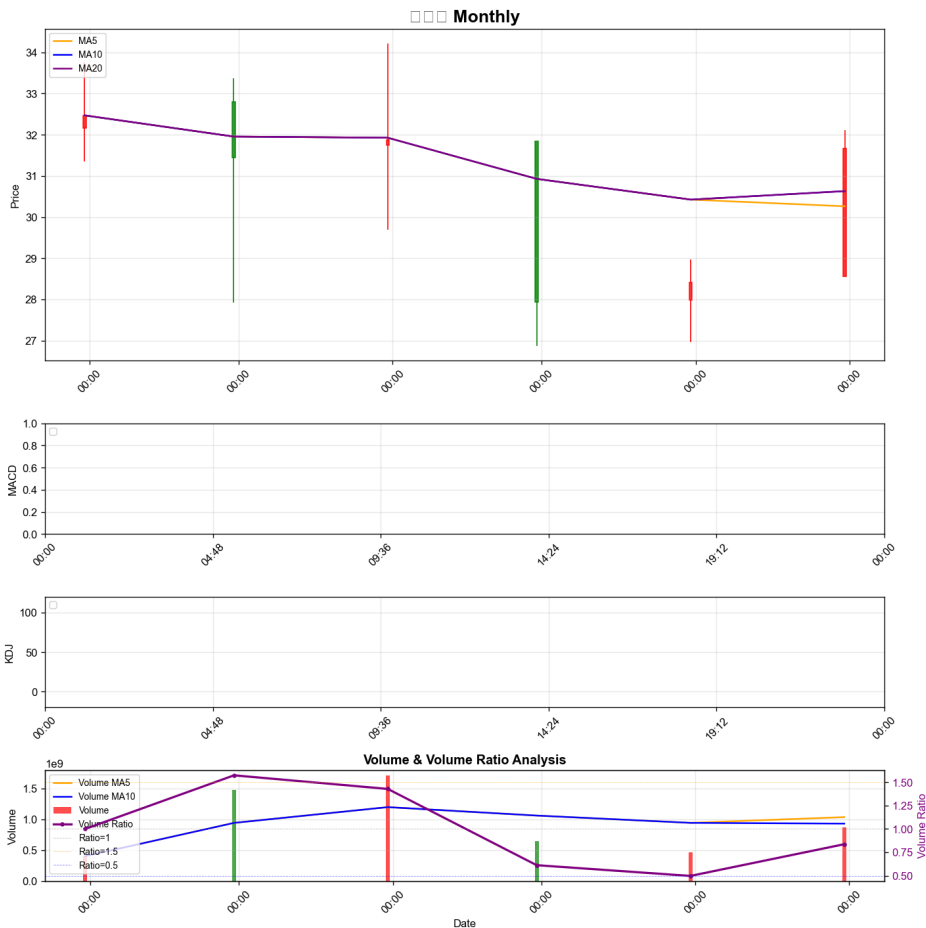 Monthly
MA5
MA10
MA20
Price
34
33
32
31
30
29
28
27
00:00
00:00
00:00
00:00
00:00
00:00
MACD
1.0
0.8
0.6
0.4
0.2
0.0
00:00
04:48
09:36
14:24
19:12
00:00
KDJ
100
50
0
00:00
04:48
09:36
14:24
19:12
00:00
Volume & Volume Ratio Analysis
1e9
Volume MA5
Volume MA10
Volume
Volume Ratio
Ratio=1
Ratio=1.5
Ratio=0.5
Volume
1.5
1.0
0.5
0.0
1.50
1.25
1.00
0.75
0.50
Volume Ratio
00:00
00:00
00:00
00:00
00:00
00:00
Date